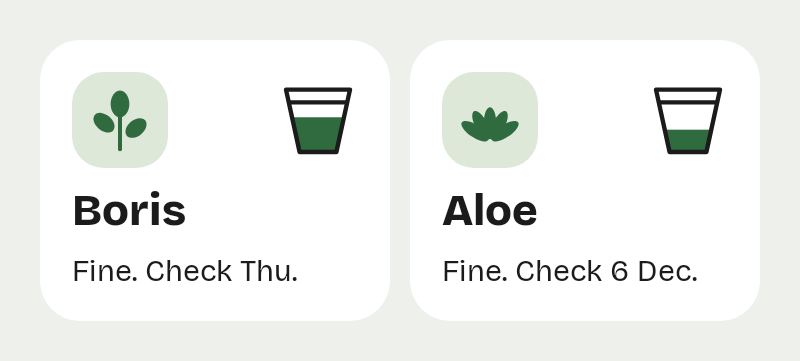 Boris
Fine. Check Thu.
Aloe
Fine. Check 6 Dec.